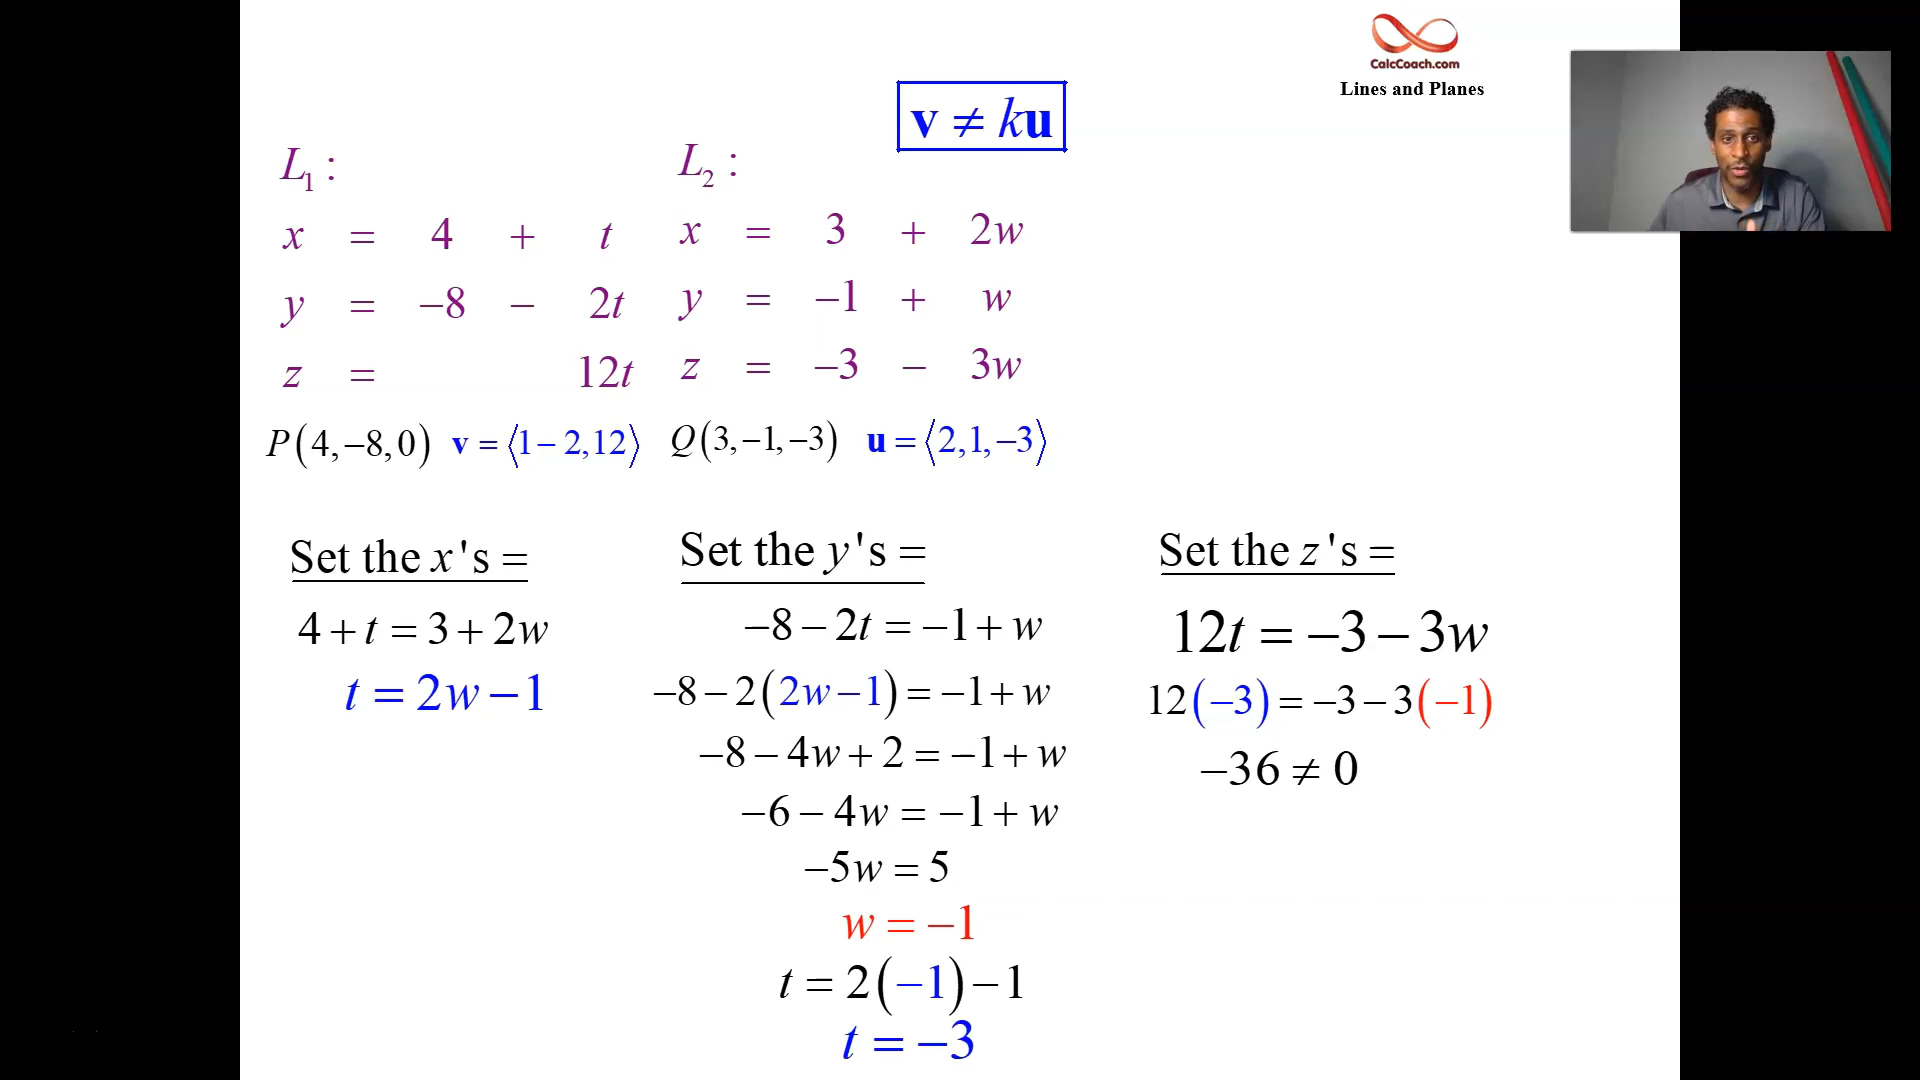 CalcCoach.com
Lines and Planes
v ≠ ku
L₁ :
x = 4 + t
y = −8 − 2t
z = 12t
P(4,−8,0) v = ⟨1−2,12⟩
L₂ :
x = 3 + 2w
y = −1 + w
z = −3 − 3w
Q(3,−1,−3) u = ⟨2,1,−3⟩
Set the x's =
4 + t = 3 + 2w
t = 2w − 1
Set the y's =
−8 − 2t = −1 + w
−8 − 2(2w − 1) = −1 + w
−8 − 4w + 2 = −1 + w
−6 − 4w = −1 + w
−5w = 5
w = −1
t = 2(−1) − 1
t = −3
Set the z's =
12t = −3 − 3w
12(−3) = −3 − 3(−1)
−36 ≠ 0